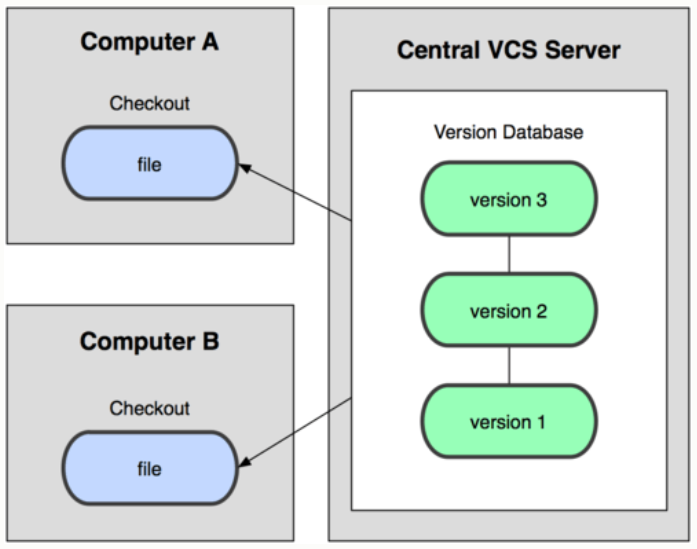 Computer A
Checkout
file
Computer B
Checkout
file
Central VCS Server
Version Database
version 3
version 2
version 1